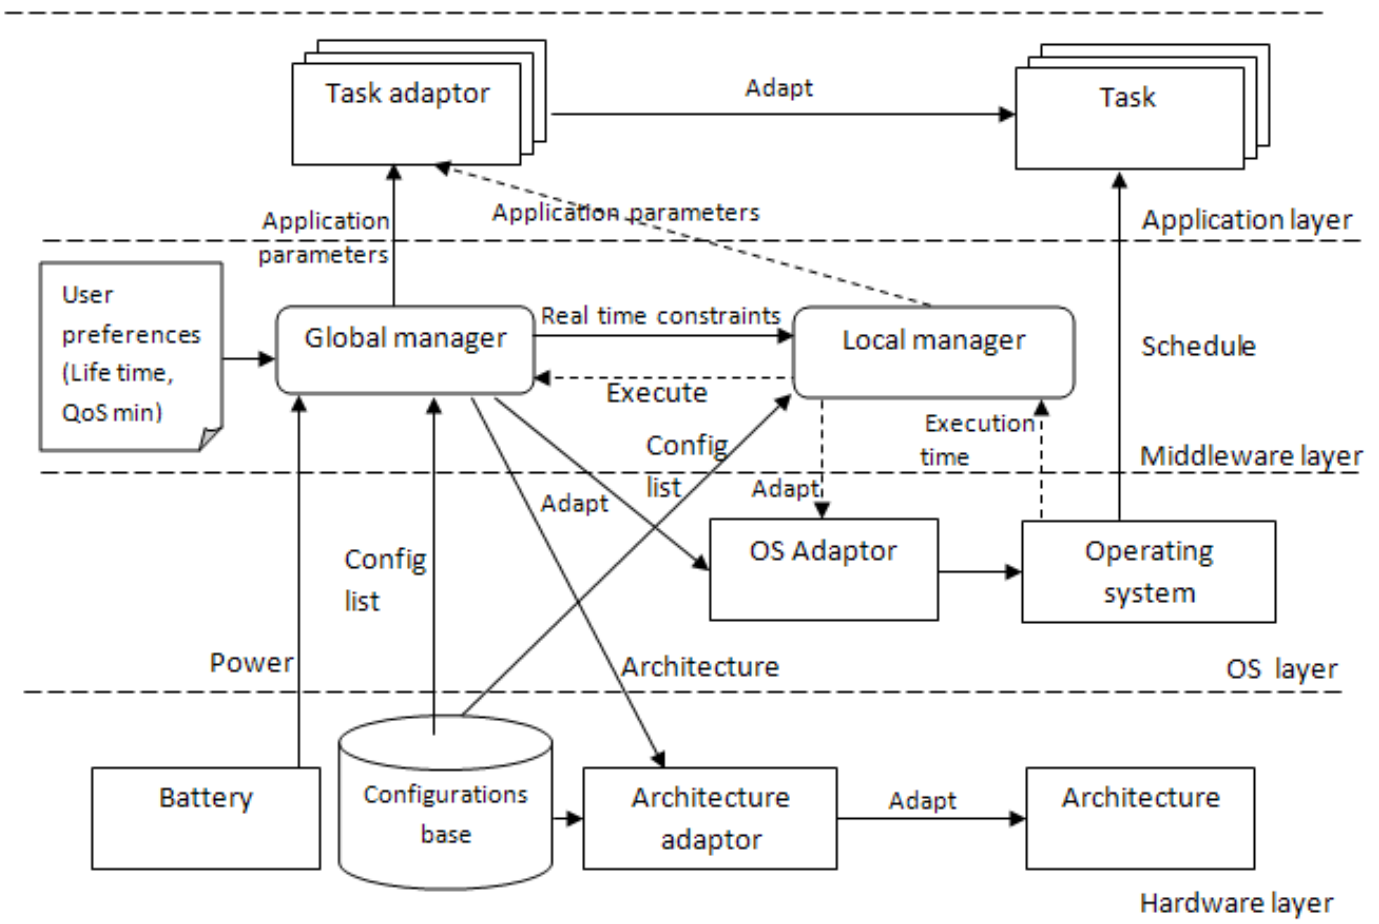 Task adaptor
Adapt
Task
Application
parameters
Application parameters
Application layer
User
preferences
(Life time,
QoS min)
Global manager
Real time constraints
Local manager
Schedule
Execute
Execution
time
Config
list
Middleware layer
Adapt
Adapt
OS Adaptor
Operating
system
Config
list
Power
Architecture
OS layer
Battery
Configurations
base
Architecture
adaptor
Adapt
Architecture
Hardware layer